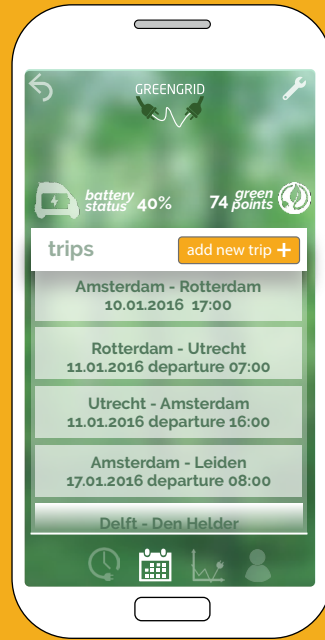 GREENGRID
battery status 40%
74 green points
trips
add new trip +
Amsterdam - Rotterdam
10.01.2016 17:00
Rotterdam - Utrecht
11.01.2016 departure 07:00
Utrecht - Amsterdam
11.01.2016 departure 16:00
Amsterdam - Leiden
17.01.2016 departure 08:00
Delft - Den Helder